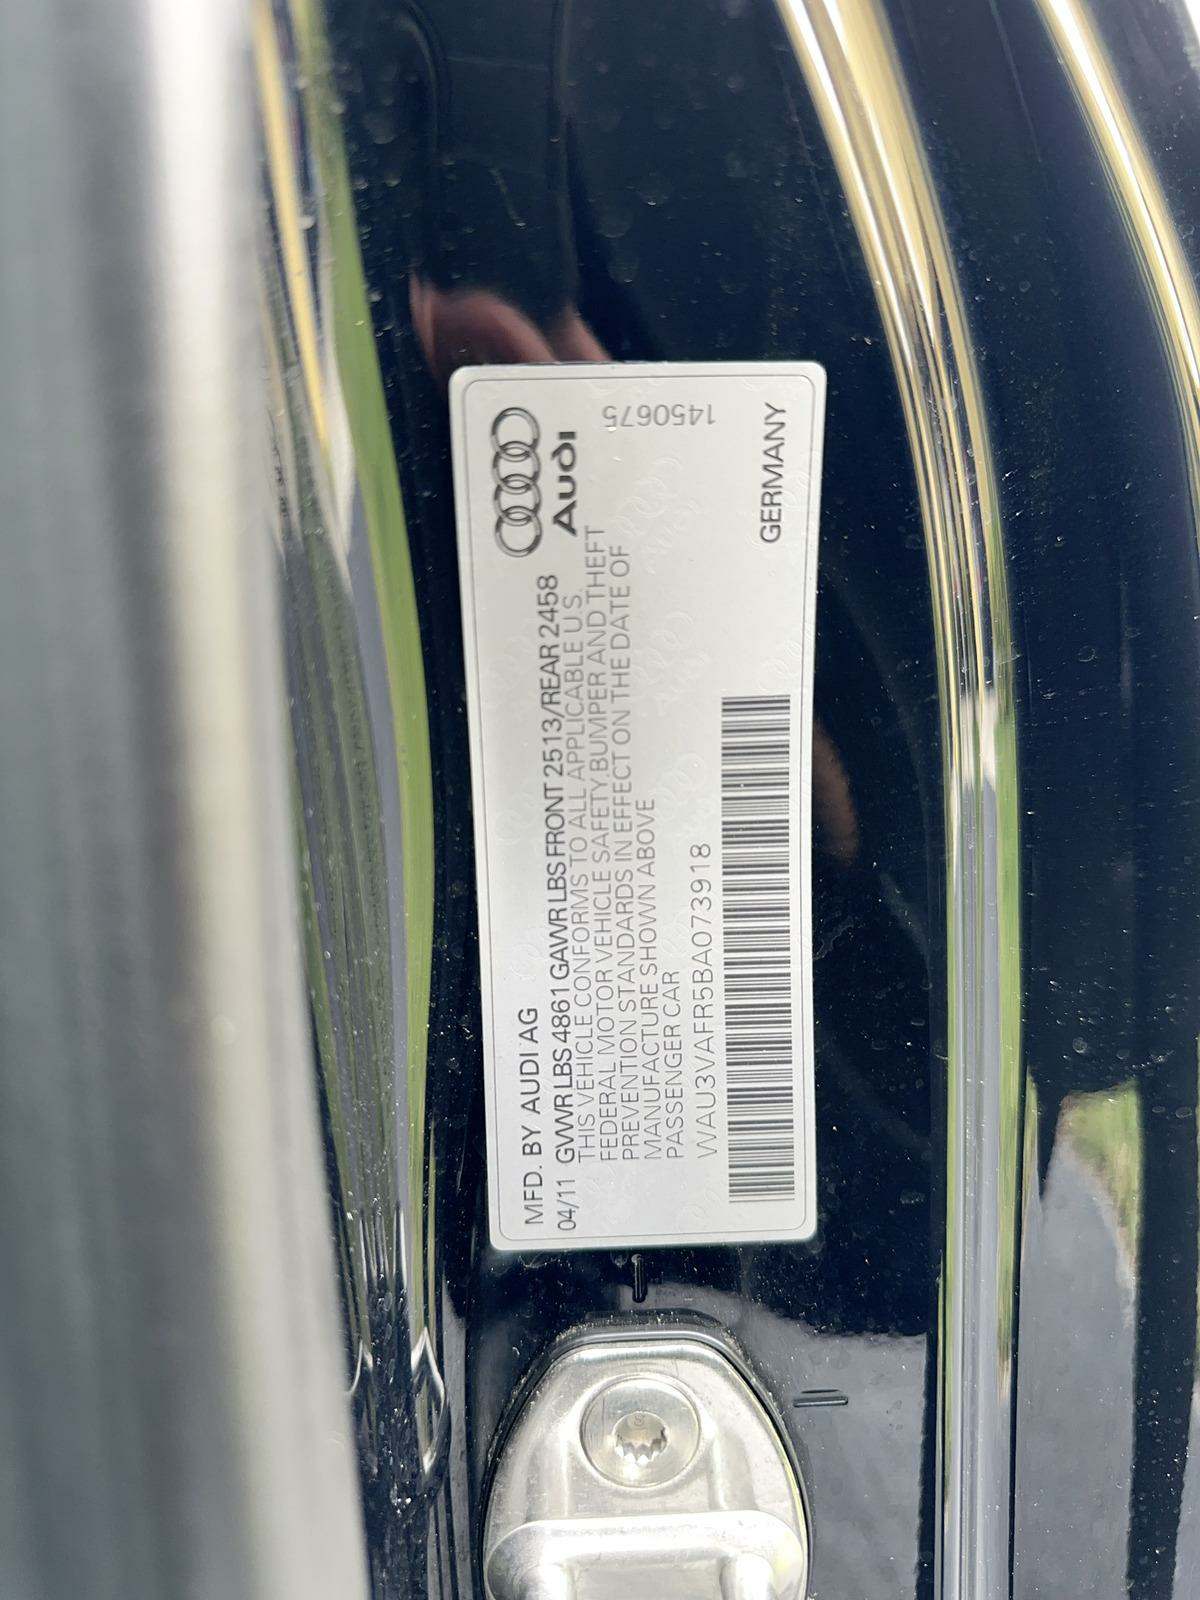 MFD. BY AUDI AG
04/11 GVWR LBS 4861 GAWR LBS FRONT 2513/REAR 2458
THIS VEHICLE CONFORMS TO ALL APPLICABLE U.S.
FEDERAL MOTOR VEHICLE SAFETY, BUMPER AND THEFT
PREVENTION STANDARDS IN EFFECT ON THE DATE OF
MANUFACTURE SHOWN ABOVE
PASSENGER CAR
WAU3VAFR5BA073918
Audi
1450675
GERMANY